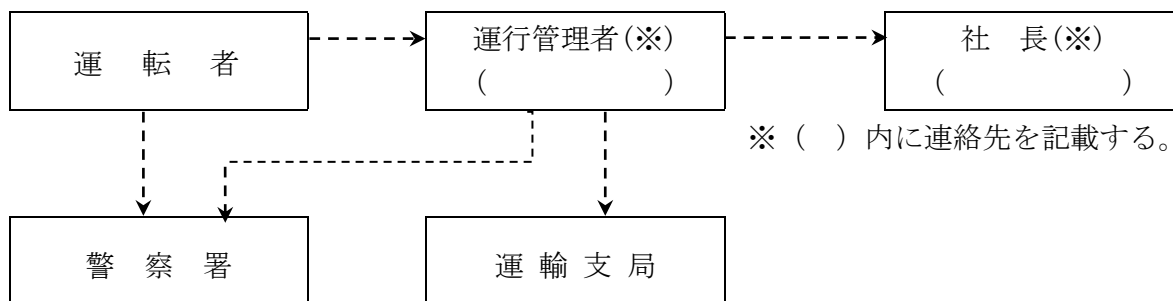 運転者
運行管理者(※)
(　　　　　)
社　長(※)
(　　　　　)
※（　）内に連絡先を記載する。
警察署
運輸支局